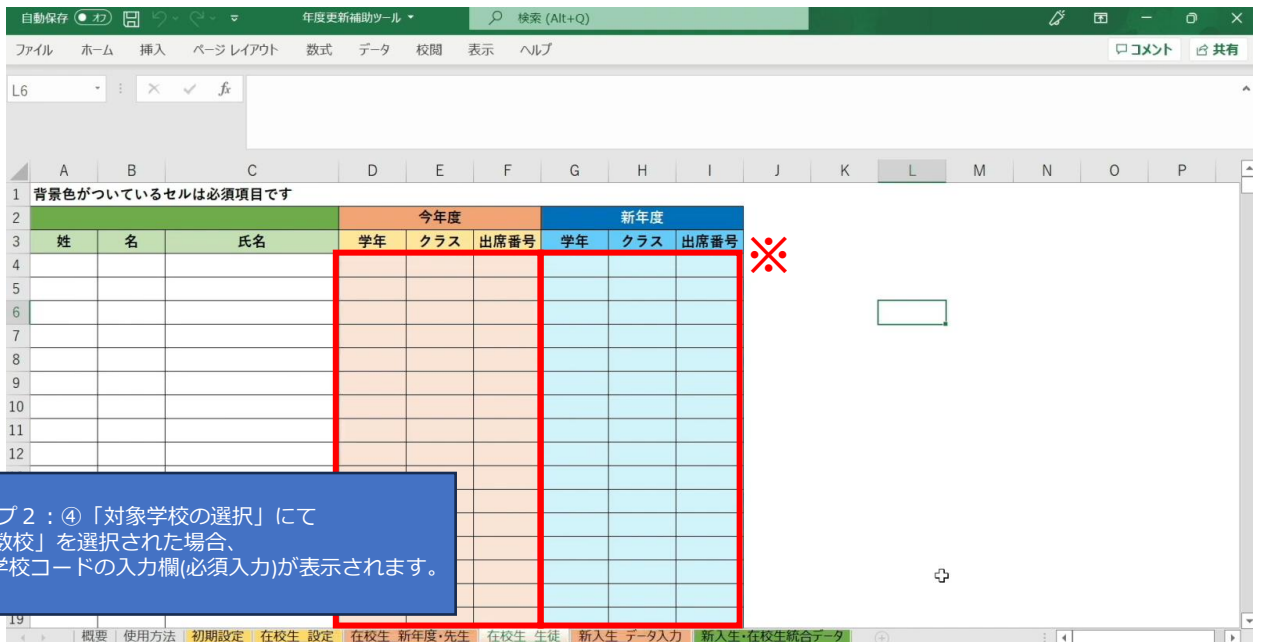 自動保存 オフ 年度更新補助ツール 検索 (Alt+Q)
ファイル ホーム 挿入 ページ レイアウト 数式 データ 校閲 表示 ヘルプ コメント 共有
L6 fx
A B C D E F G H I J K L M N O P
1 背景色がついているセルは必須項目です
2 今年度 新年度
3 姓 名 氏名 学年 クラス 出席番号 学年 クラス 出席番号 ※
4
5
6
7
8
9
10
11
12
プ２：④「対象学校の選択」にて
数校」を選択された場合、
学校コードの入力欄(必須入力)が表示されます。
19
概要 使用方法 初期設定 在校生_設定 在校生_新年度・先生 在校生_生徒 新入生_データ入力 新入生・在校生統合データ